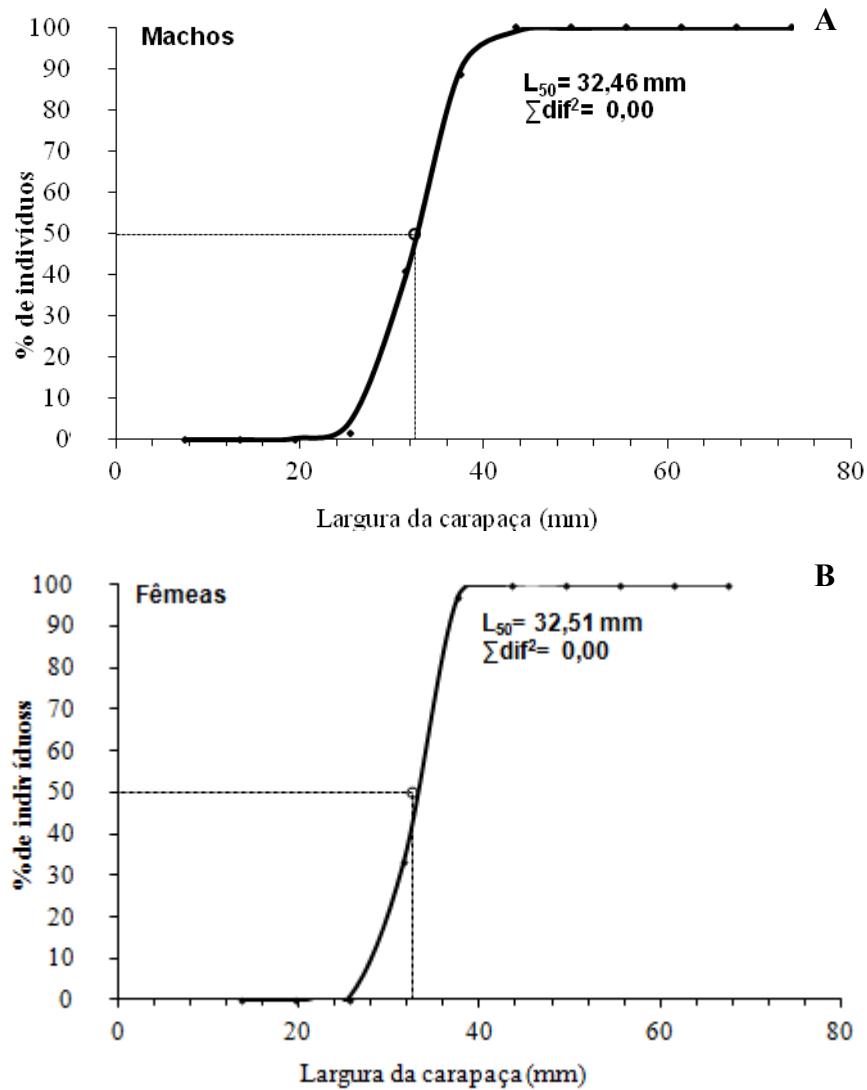 A
Machos
L50= 32,46 mm
∑dif²= 0,00
% de indivíduos
100
90
80
70
60
50
40
30
20
10
0
0 20 40 60 80
Largura da carapaça (mm)
B
Fêmeas
L50= 32,51 mm
∑dif²= 0,00
% de indivíduoss
100
90
80
70
60
50
40
30
20
10
0
0 20 40 60 80
Largura da carapaça (mm)